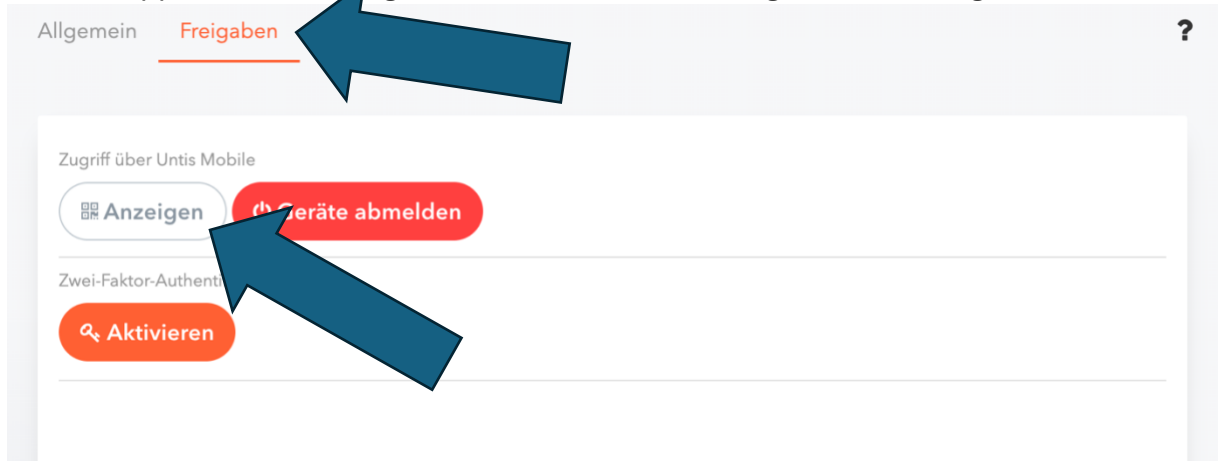 Allgemein Freigaben ?
Zugriff über Untis Mobile
Anzeigen Geräte abmelden
Aktivieren